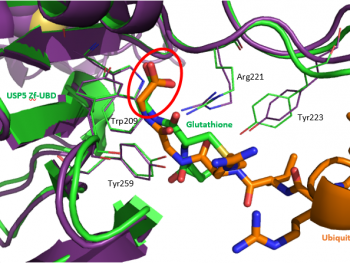 Arg221
USP5 Zf-UBD
Trp209
Glutathione
Tyr223
Tyr259
Ubiquit